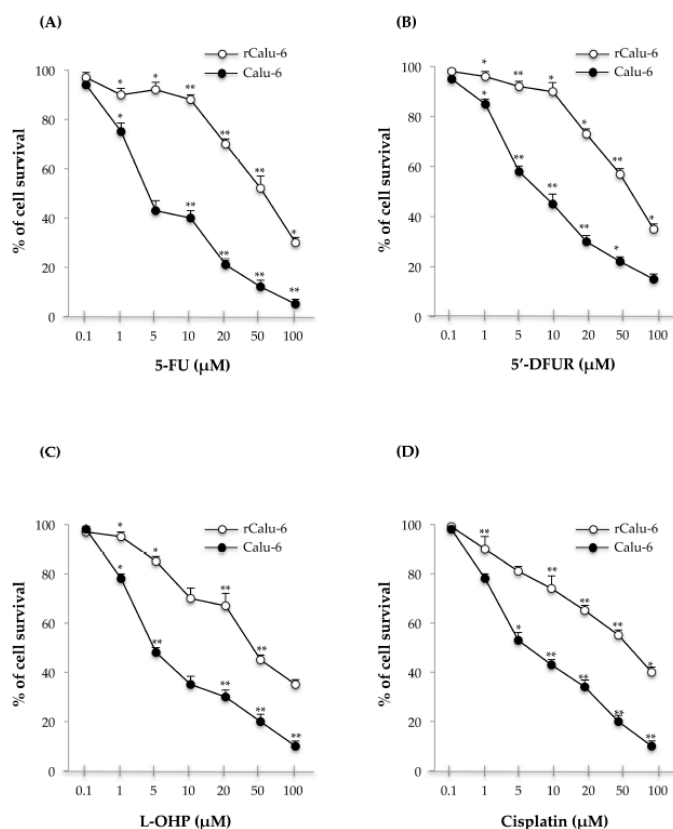 (A)
rCalu-6
Calu-6
% of cell survival
100
80
60
40
20
0
* * ** ** ** *
* ** ** ** **
0.1 1 5 10 20 50 100
5-FU (μM)
(B)
rCalu-6
Calu-6
% of cell survival
100
80
60
40
20
0
* ** * * ** *
* ** ** ** *
0.1 1 5 10 20 50 100
5'-DFUR (μM)
(C)
rCalu-6
Calu-6
% of cell survival
100
80
60
40
20
0
* * ** **
* ** ** ** **
0.1 1 5 10 20 50 100
L-OHP (μM)
(D)
rCalu-6
Calu-6
% of cell survival
100
80
60
40
20
0
** ** ** ** *
* ** ** ** **
0.1 1 5 10 20 50 100
Cisplatin (μM)